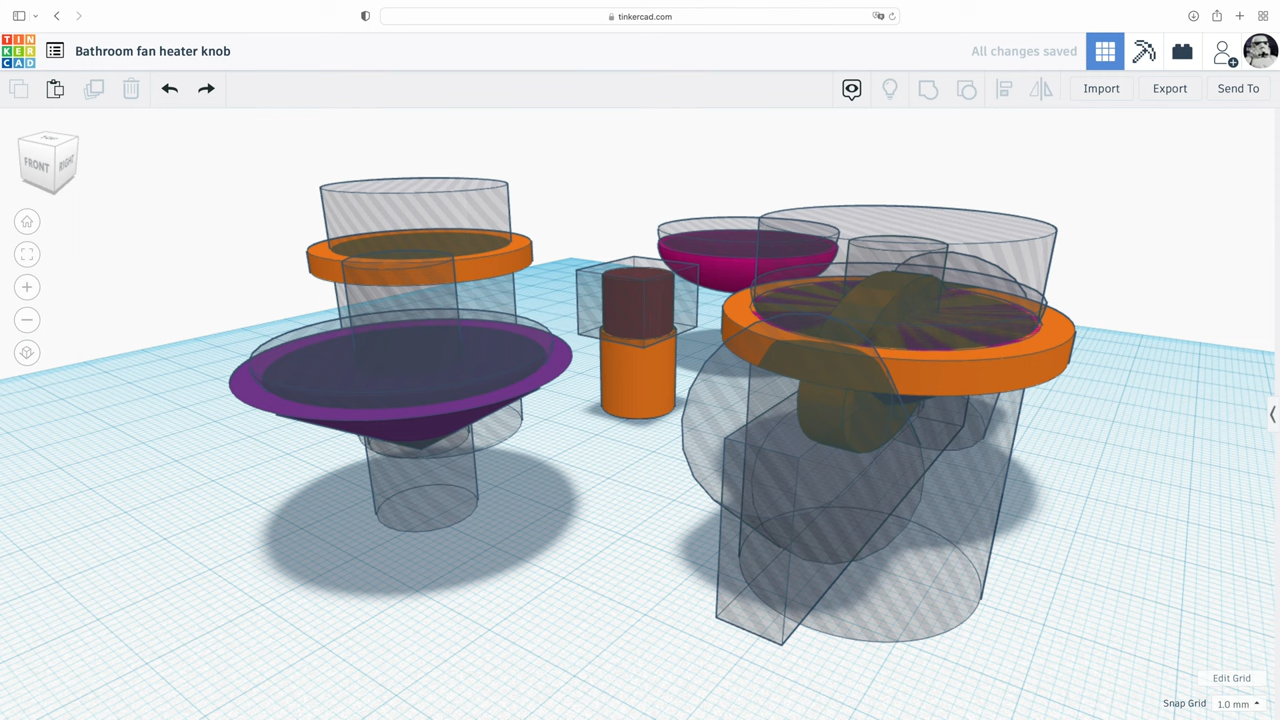 tinkercad.com
TIN
KER
CAD
Bathroom fan heater knob
All changes saved
Import
Export
Send To
TOP
FRONT
RIGHT
Edit Grid
Snap Grid
1.0 mm